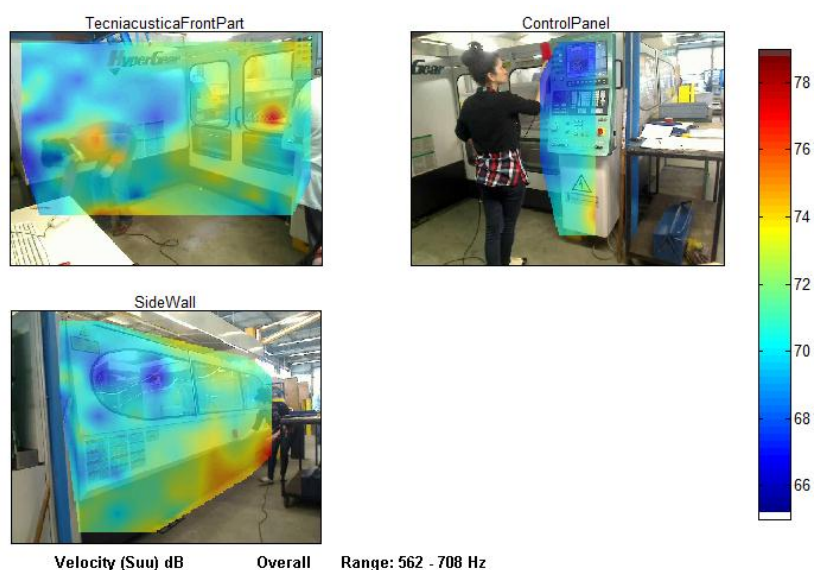 TecniacusticaFrontPart
ControlPanel
HyperGear
Gear
SideWall
78
76
74
72
70
68
66
Velocity (Suu) dB Overall Range: 562 - 708 Hz